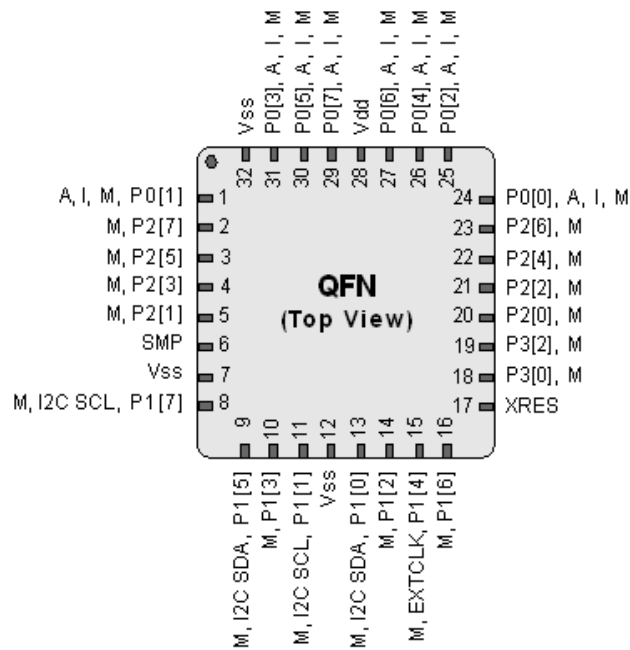 Vss
P0[3], A, I, M
P0[5], A, I, M
P0[7], A, I, M
Vdd
P0[6], A, I, M
P0[4], A, I, M
P0[2], A, I, M
32
31
30
29
28
27
26
25
A, I, M, P0[1]
1
24
P0[0], A, I, M
M, P2[7]
2
23
P2[6], M
M, P2[5]
3
22
P2[4], M
M, P2[3]
4
21
P2[2], M
M, P2[1]
5
20
P2[0], M
SMP
6
19
P3[2], M
Vss
7
18
P3[0], M
M, I2C SCL, P1[7]
8
17
XRES
QFN
(Top View)
9
10
11
12
13
14
15
16
M, I2C SDA, P1[5]
M, P1[3]
M, I2C SCL, P1[1]
Vss
M, I2C SDA, P1[0]
M, P1[2]
M, EXTCLK, P1[4]
M, P1[6]